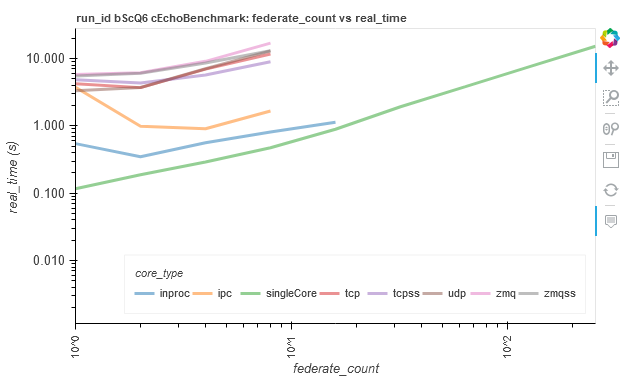 run_id bScQ6 cEchoBenchmark: federate_count vs real_time
10.000
1.000
0.100
0.010
real_time (s)
core_type
inproc ipc singleCore tcp tcpss udp zmq zmqss
10^0 10^1 10^2
federate_count